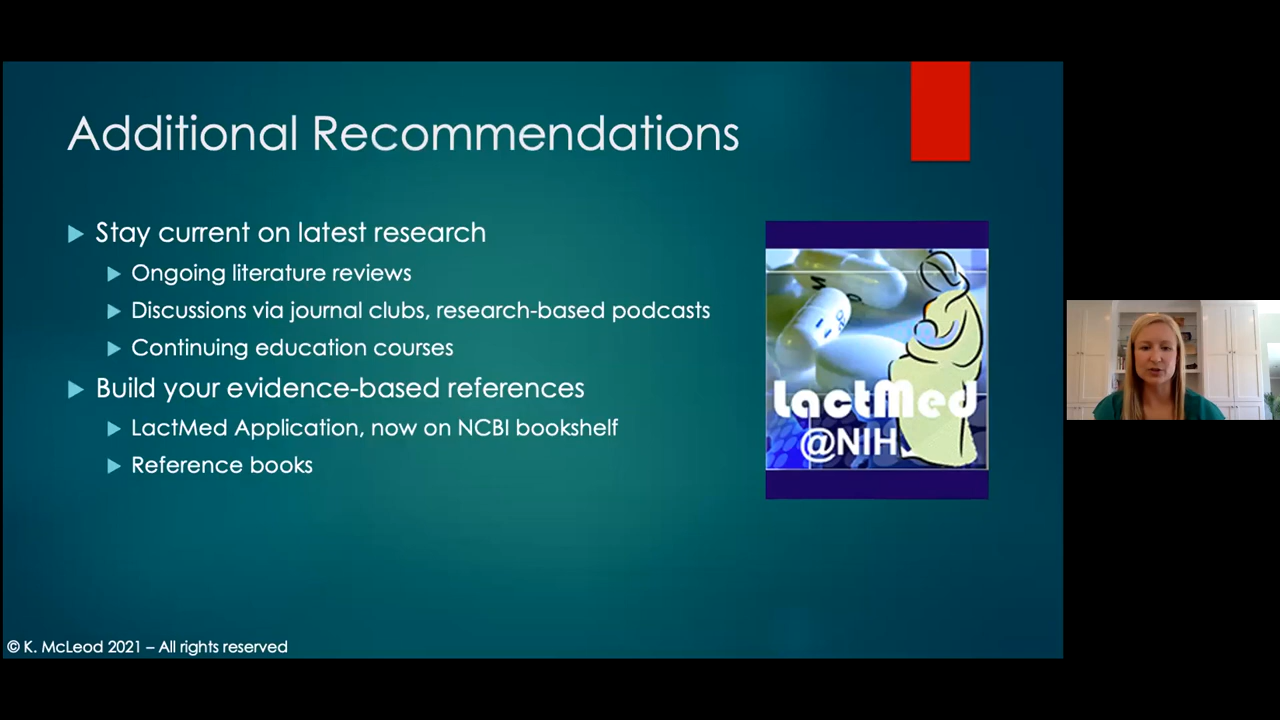 Additional Recommendations
Stay current on latest research
Ongoing literature reviews
Discussions via journal clubs, research-based podcasts
Continuing education courses
Build your evidence-based references
LactMed Application, now on NCBI bookshelf
Reference books
LactMed
@NIH
© K. McLeod 2021 – All rights reserved